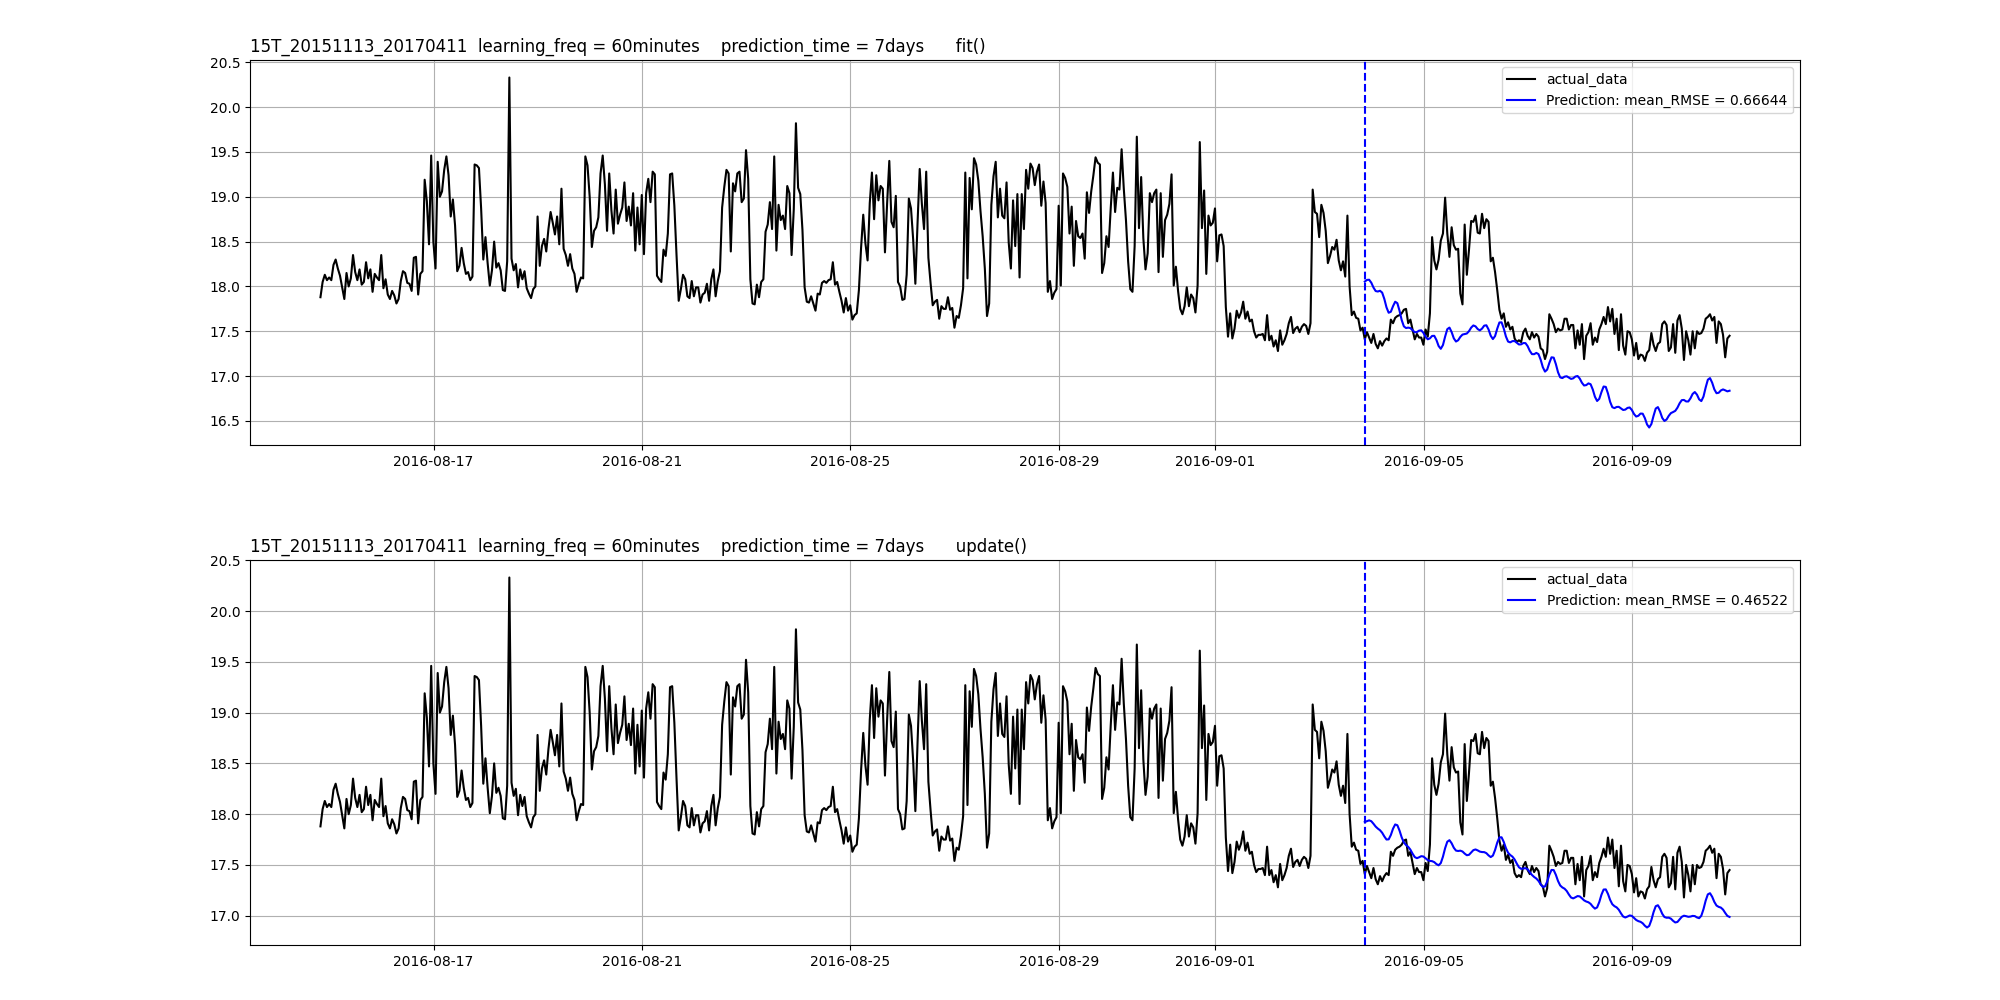 15T_20151113_20170411  learning_freq = 60minutes    prediction_time = 7days      fit()
20.5
20.0
19.5
19.0
18.5
18.0
17.5
17.0
16.5
actual_data
Prediction: mean_RMSE = 0.66644
2016-08-17 2016-08-21 2016-08-25 2016-08-29 2016-09-01 2016-09-05 2016-09-09
15T_20151113_20170411  learning_freq = 60minutes    prediction_time = 7days      update()
20.5
20.0
19.5
19.0
18.5
18.0
17.5
17.0
actual_data
Prediction: mean_RMSE = 0.46522
2016-08-17 2016-08-21 2016-08-25 2016-08-29 2016-09-01 2016-09-05 2016-09-09